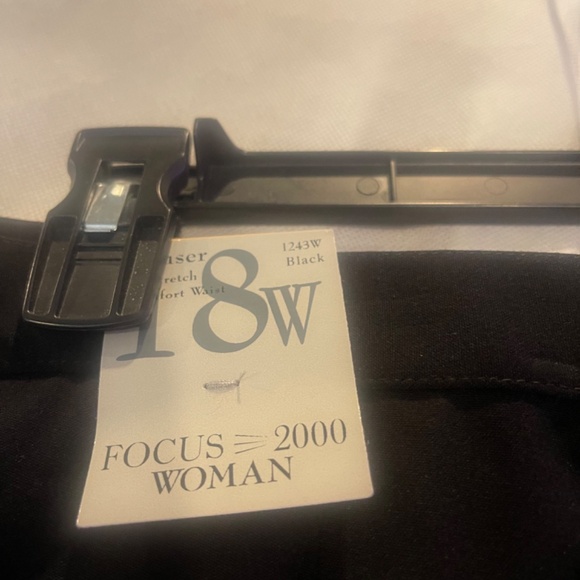 user 1243W
retch Black
fort Waist
18W
FOCUS 2000
WOMAN